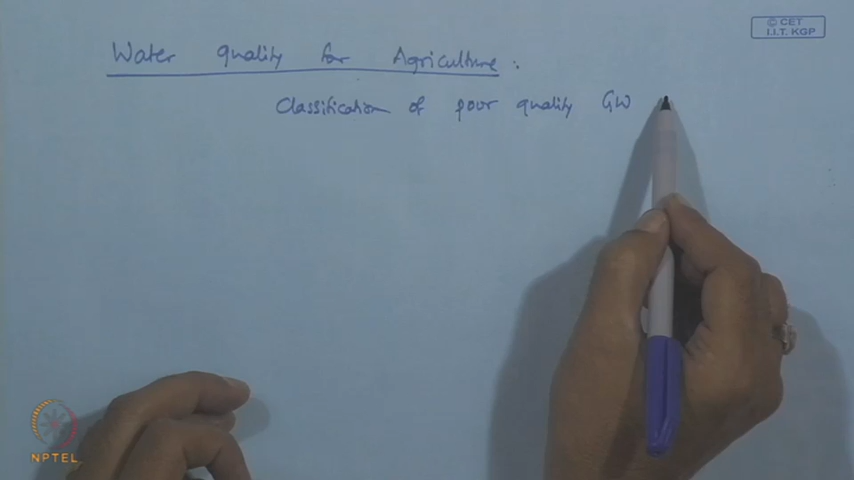 © CET
I.I.T. KGP
Water quality for Agriculture :
Classification of poor quality GW
NPTEL